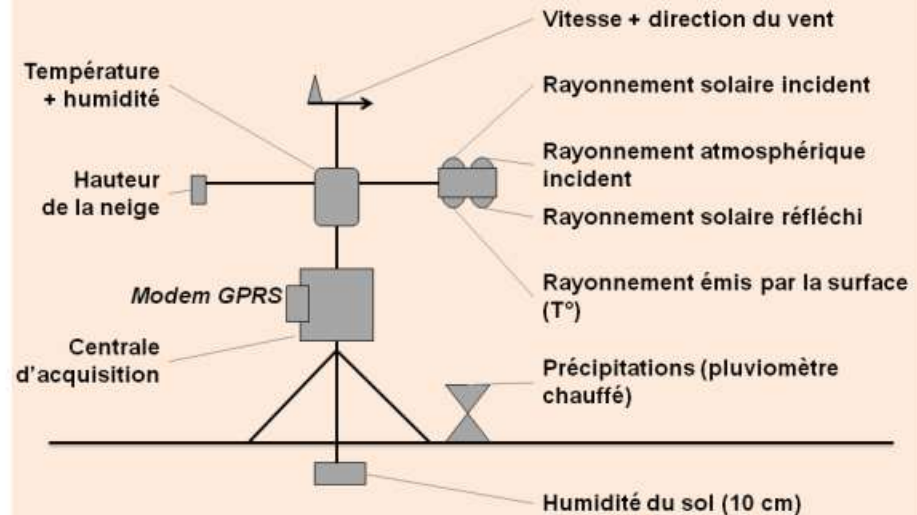 Vitesse + direction du vent
Température
+ humidité
Rayonnement solaire incident
Rayonnement atmosphérique
incident
Hauteur
de la neige
Rayonnement solaire réfléchi
Modem GPRS
Rayonnement émis par la surface
(T°)
Centrale
d'acquisition
Précipitations (pluviomètre
chauffé)
Humidité du sol (10 cm)